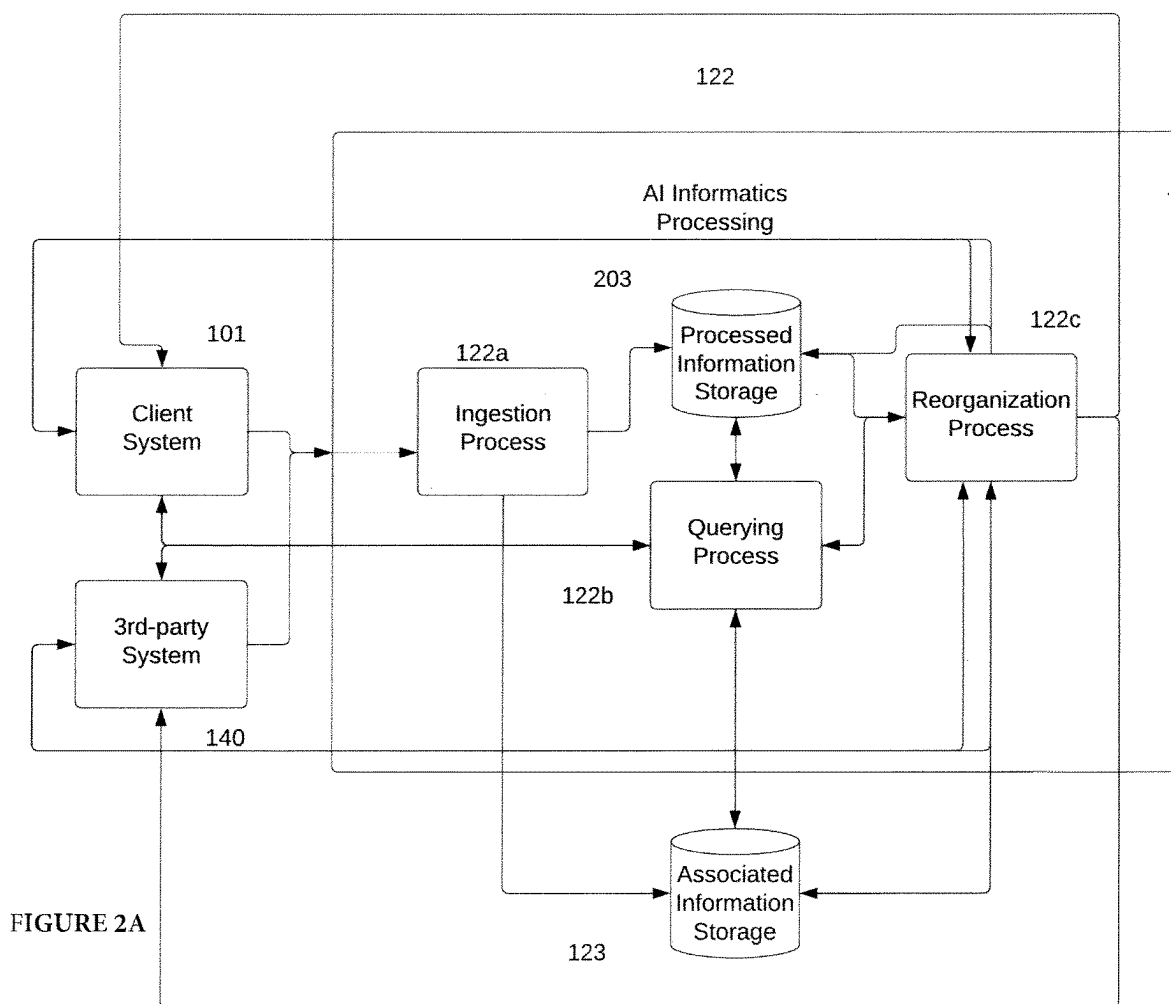 122
AI Informatics
Processing
203
101
122a
122c
Processed
Information
Storage
Client
System
Ingestion
Process
Reorganization
Process
Querying
Process
122b
3rd-party
System
140
Associated
Information
Storage
FIGURE 2A
123